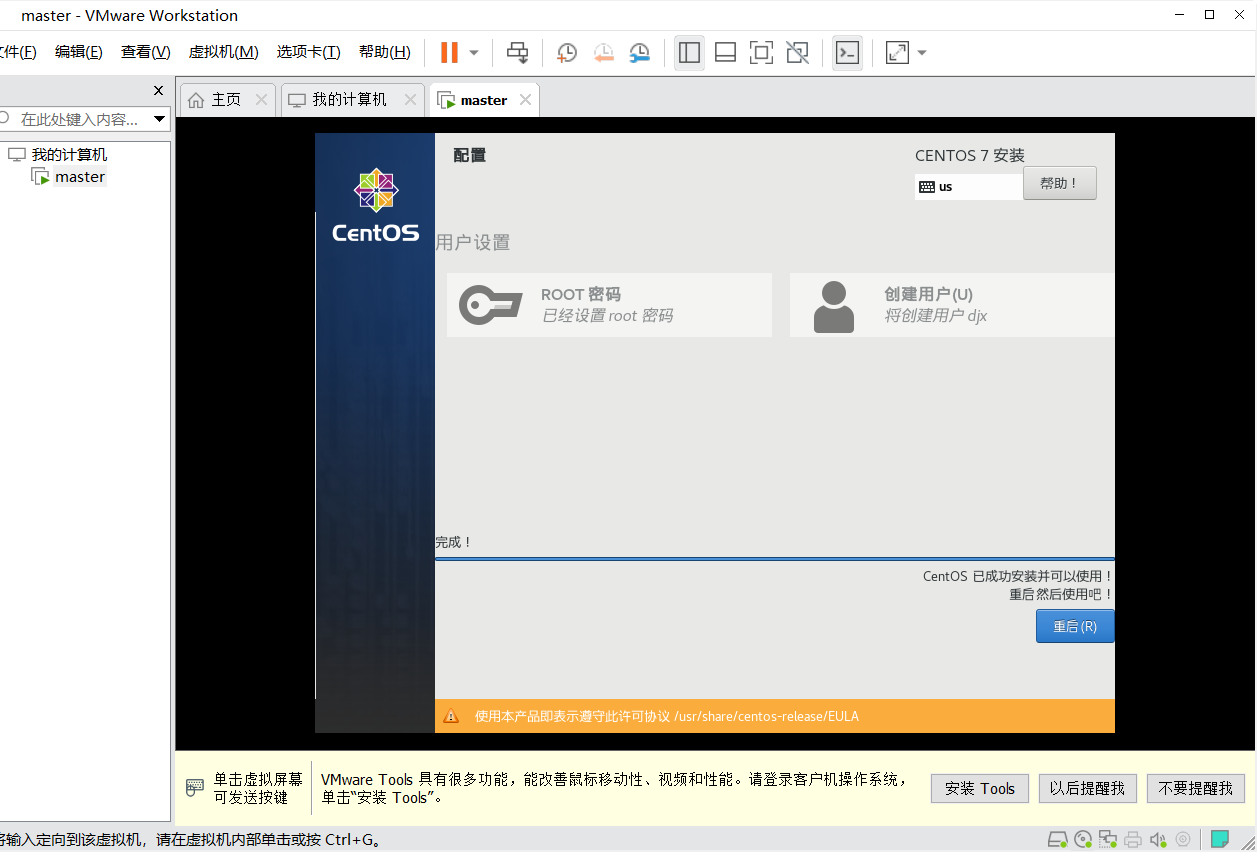 master - VMware Workstation
文件(F) 编辑(E) 查看(V) 虚拟机(M) 选项卡(T) 帮助(H)
主页 我的计算机 master
在此处键入内容...
我的计算机
master
CentOS
配置
CENTOS 7 安装
us
帮助！
用户设置
ROOT 密码
已经设置 root 密码
创建用户(U)
将创建用户 djx
完成！
CentOS 已成功安装并可以使用！
重启然后使用吧！
重启(R)
使用本产品即表示遵守此许可协议 /usr/share/centos-release/EULA
单击虚拟屏幕
可发送按键
VMware Tools 具有很多功能，能改善鼠标移动性、视频和性能。请登录客户机操作系统，
单击“安装 Tools”。
安装 Tools 以后提醒我 不要提醒我
将输入定向到该虚拟机，请在虚拟机内部单击或按 Ctrl+G。